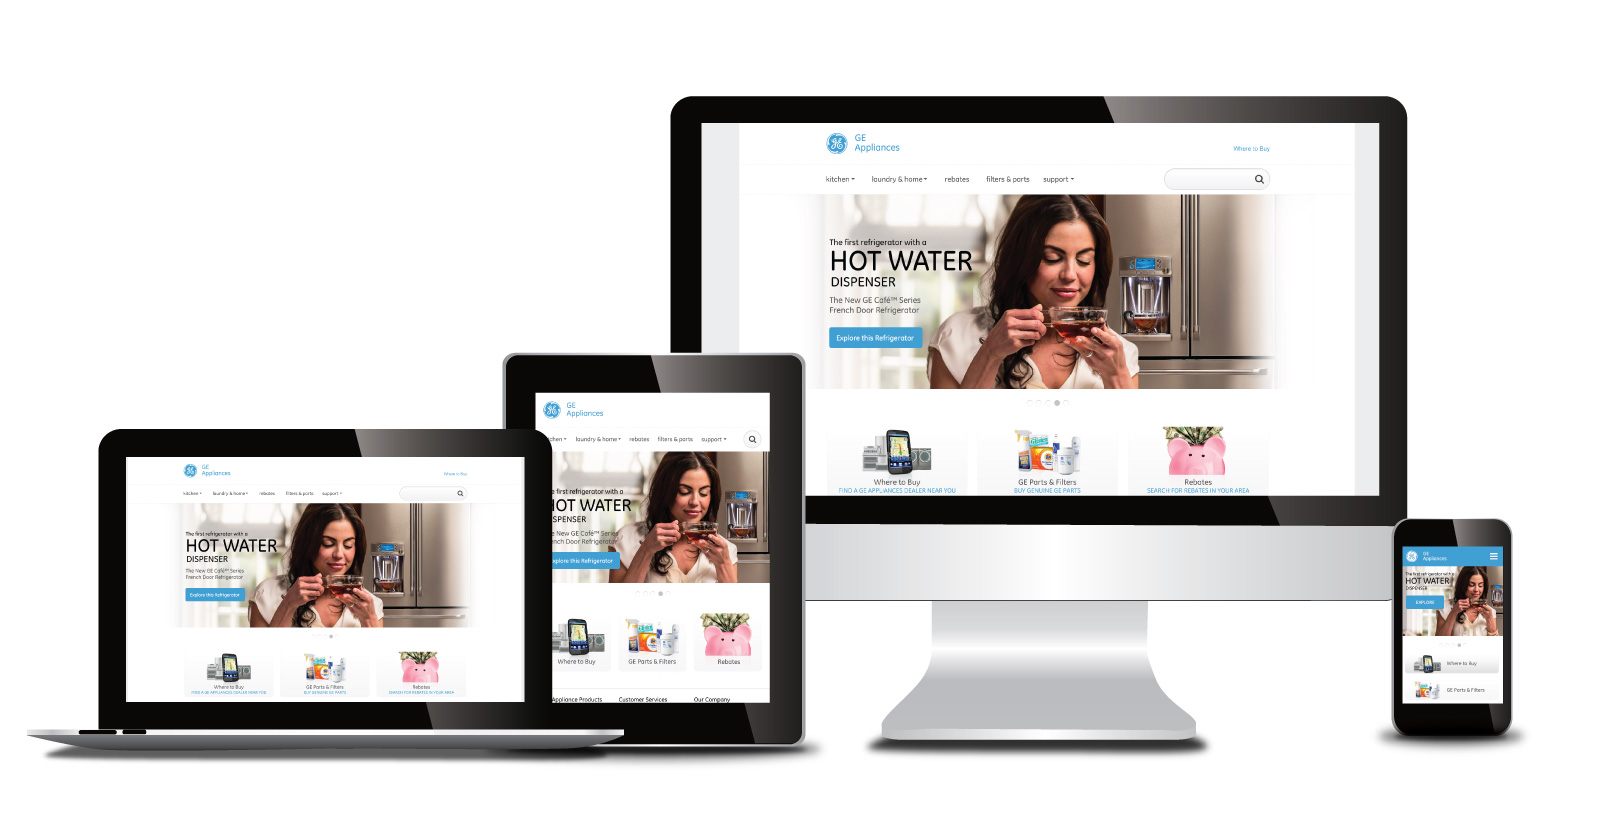 GE
Appliances
Where to Buy
kitchen
laundry & home
rebates
filters & parts
support
The first refrigerator with a
HOT WATER
DISPENSER
The New GE Café™ Series
French Door Refrigerator
Explore this Refrigerator
Where to Buy
FIND A GE APPLIANCES DEALER NEAR YOU
GE Parts & Filters
BUY GENUINE GE PARTS
Rebates
SEARCH FOR REBATES IN YOUR AREA
GE
Appliances
tchen
laundry & home
rebates
filters & parts
support
e first refrigerator with a
HOT WATER
DISPENSER
e New GE Café™ Series
ench Door Refrigerator
xplore this Refrigerator
Where to Buy
GE Parts & Filters
Rebates
Appliance Products
Customer Services
Our Company
GE
Appliances
Where to Buy
kitchen
laundry & home
rebates
filters & parts
support
The first refrigerator with a
HOT WATER
DISPENSER
The New GE Café™ Series
French Door Refrigerator
Explore this Refrigerator
Where to Buy
FIND A GE APPLIANCES DEALER NEAR YOU
GE Parts & Filters
BUY GENUINE GE PARTS
Rebates
SEARCH FOR REBATES IN YOUR AREA
GE
Appliances
The first refrigerator with a
HOT WATER
DISPENSER
EXPLORE
Where to Buy
GE Parts & Filters